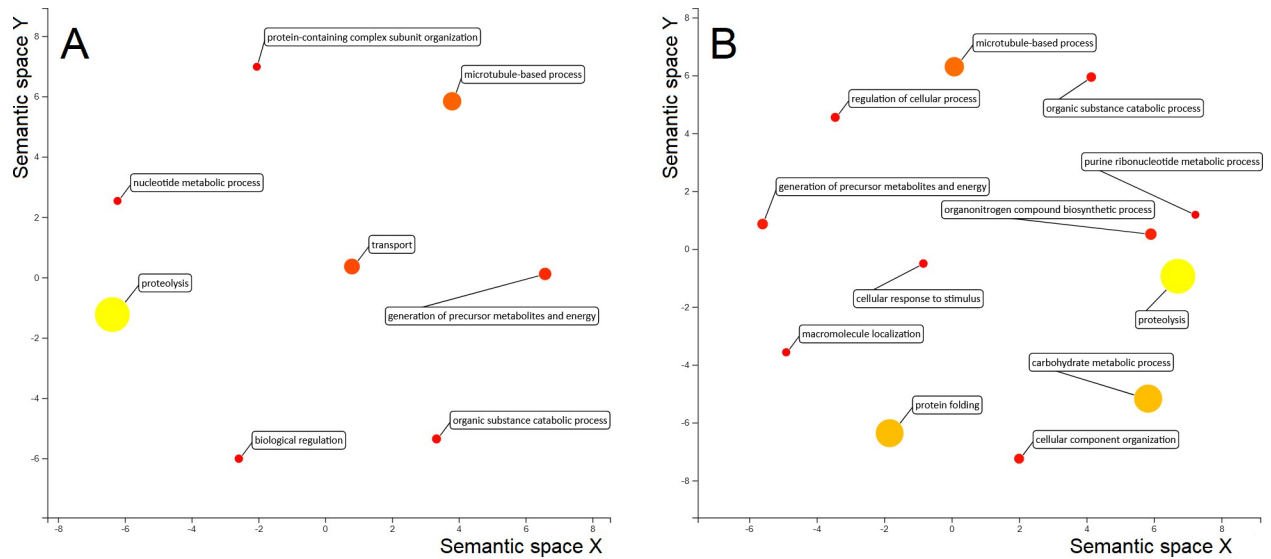 A
Semantic space Y
8
6
4
2
0
-2
-4
-6
protein-containing complex subunit organization
microtubule-based process
nucleotide metabolic process
transport
proteolysis
generation of precursor metabolites and energy
organic substance catabolic process
biological regulation
-8
-6
-4
-2
0
2
4
6
8
Semantic space X
B
Semantic space Y
8
6
4
2
0
-2
-4
-6
-8
microtubule-based process
organic substance catabolic process
regulation of cellular process
purine ribonucleotide metabolic process
generation of precursor metabolites and energy
organonitrogen compound biosynthetic process
cellular response to stimulus
proteolysis
macromolecule localization
carbohydrate metabolic process
protein folding
cellular component organization
-8
-6
-4
-2
0
2
4
6
8
Semantic space X